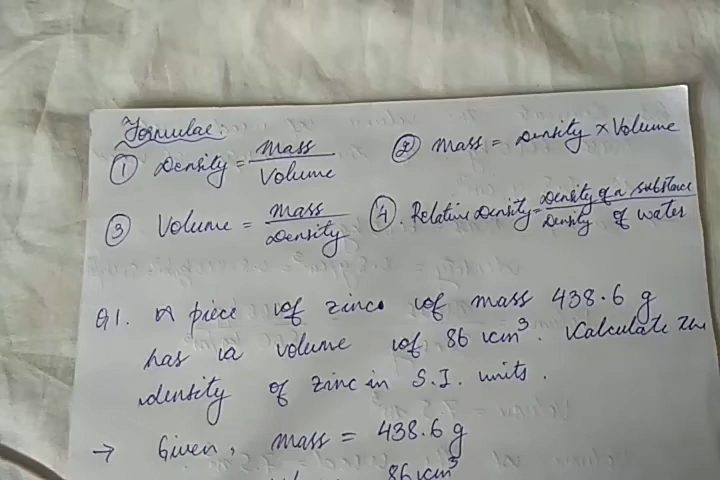 Formulae:
① Density = Mass / Volume
② Mass = Density × Volume
③ Volume = Mass / Density
④. Relative Density = Density of a substance / Density of water
Q1. A piece of zinc of mass 438.6 g
has a volume of 86 cm³. Calculate the
density of zinc in S.I. units.
→ Given, mass = 438.6 g
86 cm³